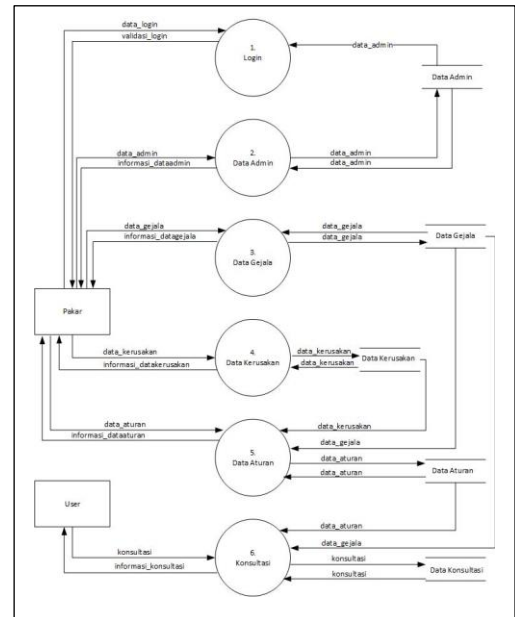 data_login
validasi_login
1.
Login
data_admin
Data Admin
data_admin
informasi_dataadmin
2.
Data Admin
data_admin
data_admin
data_gejala
informasi_datagejala
3.
Data Gejala
data_gejala
data_gejala
Data Gejala
Pakar
data_kerusakan
informasi_datakerusakan
4.
Data Kerusakan
data_kerusakan
data_kerusakan
Data Kerusakan
data_aturan
informasi_dataaturan
5.
Data Aturan
data_kerusakan
data_gejala
data_aturan
data_aturan
Data Aturan
User
konsultasi
informasi_konsultasi
6.
Konsultasi
data_aturan
data_gejala
konsultasi
konsultasi
Data Konsultasi